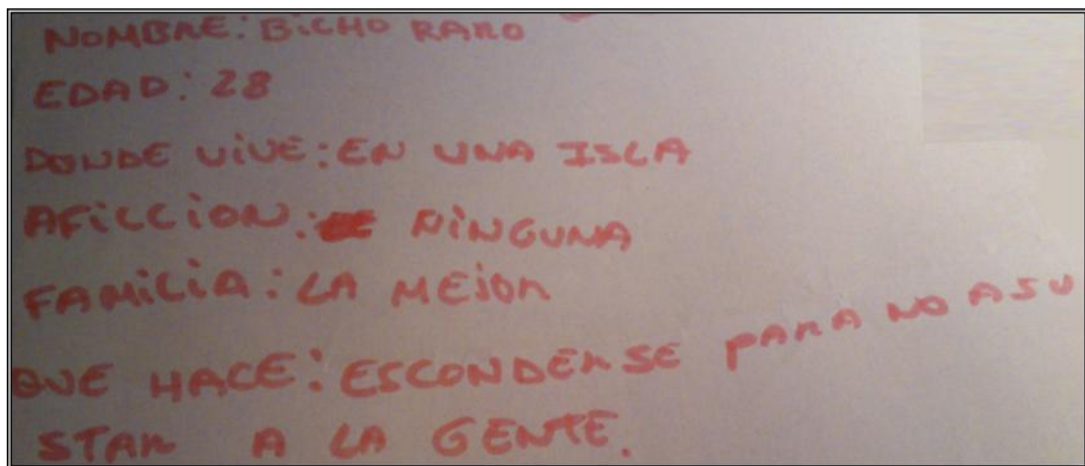 NOMBRE: BICHO RARO
EDAD: 28
DONDE VIVE: EN UNA ISLA
AFICCION: NINGUNA
FAMILIA: LA MEJOR
QUE HACE: ESCONDERSE PARA NO ASU
STAR A LA GENTE.